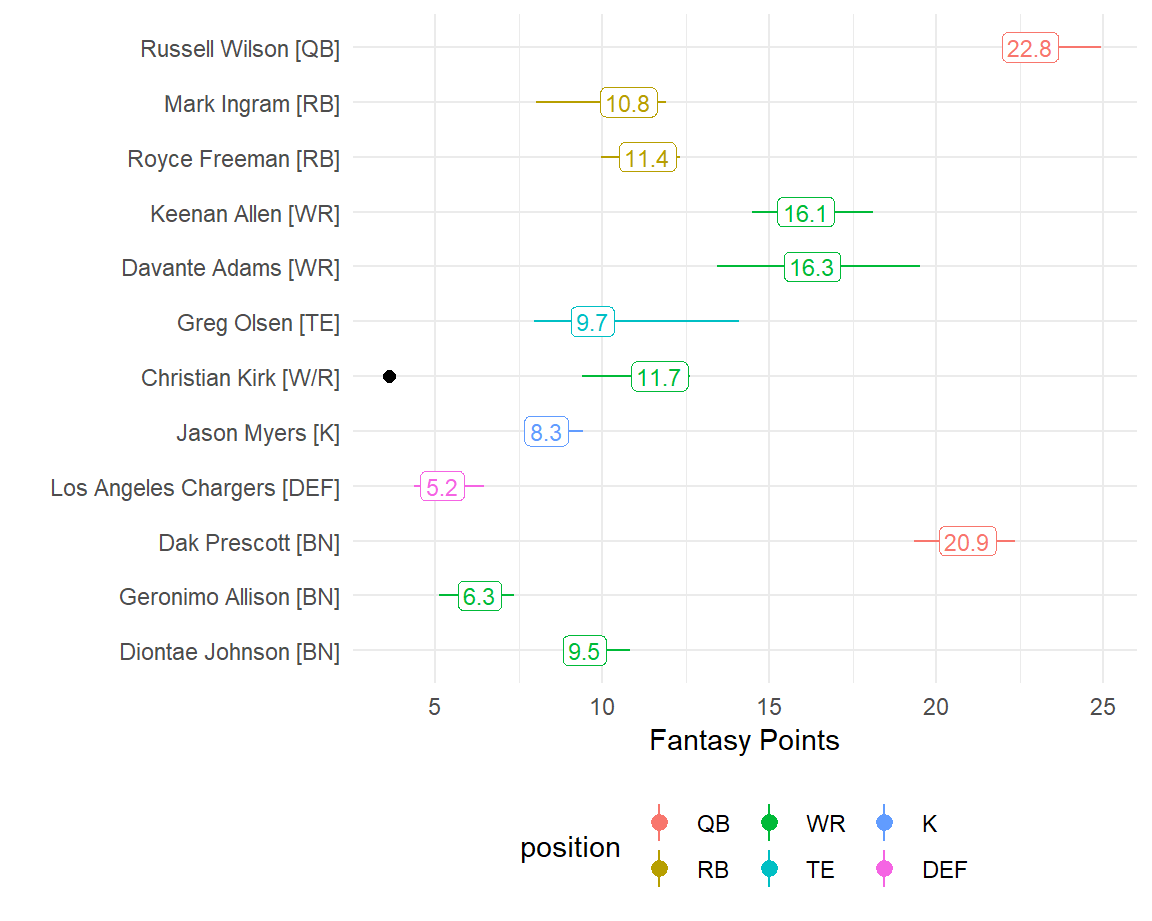 Russell Wilson [QB] 22.8
Mark Ingram [RB] 10.8
Royce Freeman [RB] 11.4
Keenan Allen [WR] 16.1
Davante Adams [WR] 16.3
Greg Olsen [TE] 9.7
Christian Kirk [W/R] 11.7
Jason Myers [K] 8.3
Los Angeles Chargers [DEF] 5.2
Dak Prescott [BN] 20.9
Geronimo Allison [BN] 6.3
Diontae Johnson [BN] 9.5
5 10 15 20 25
Fantasy Points
position
QB WR K
RB TE DEF